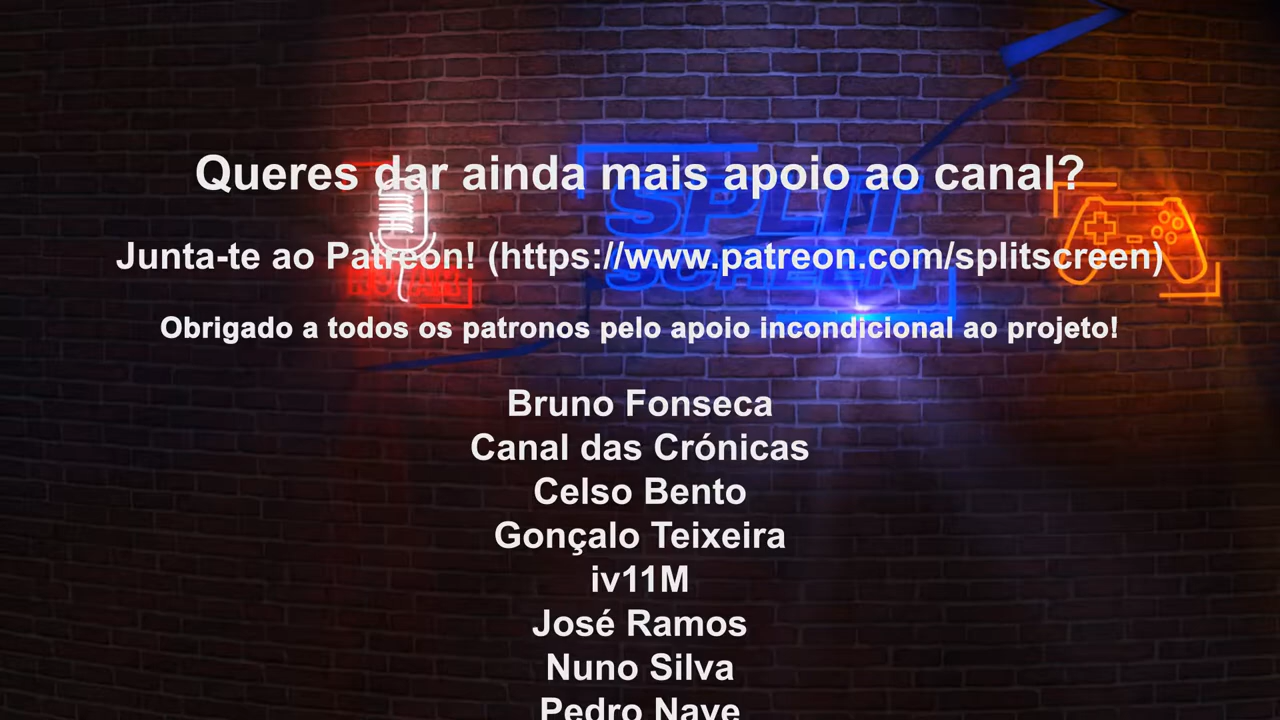 Queres dar ainda mais apoio ao canal?
SPLIT
Junta-te ao Patreon! (https://www.patreon.com/splitscreen)
SCREEN
Obrigado a todos os patronos pelo apoio incondicional ao projeto!
Bruno Fonseca
Canal das Crónicas
Celso Bento
Gonçalo Teixeira
iv11M
José Ramos
Nuno Silva
Pedro Nave